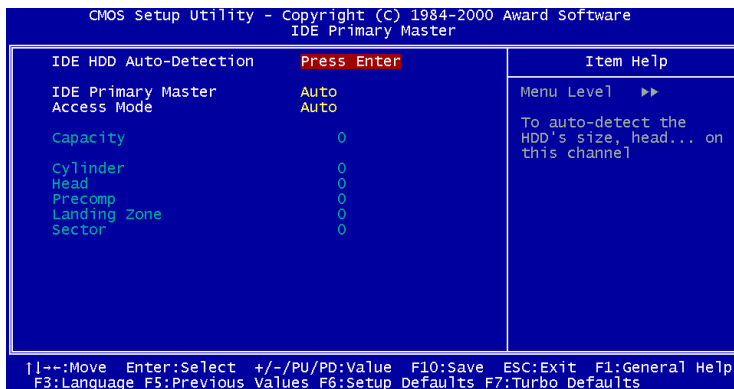 CMOS Setup Utility - Copyright (C) 1984-2000 Award Software
IDE Primary Master
IDE HDD Auto-Detection Press Enter
IDE Primary Master Auto
Access Mode Auto
Capacity 0
Cylinder 0
Head 0
Precomp 0
Landing Zone 0
Sector 0
Item Help
Menu Level ▶▶
To auto-detect the
HDD's size, head... on
this channel
↑↓→←:Move Enter:Select +/-/PU/PD:Value F10:Save ESC:Exit F1:General Help
F3:Language F5:Previous Values F6:Setup Defaults F7:Turbo Defaults